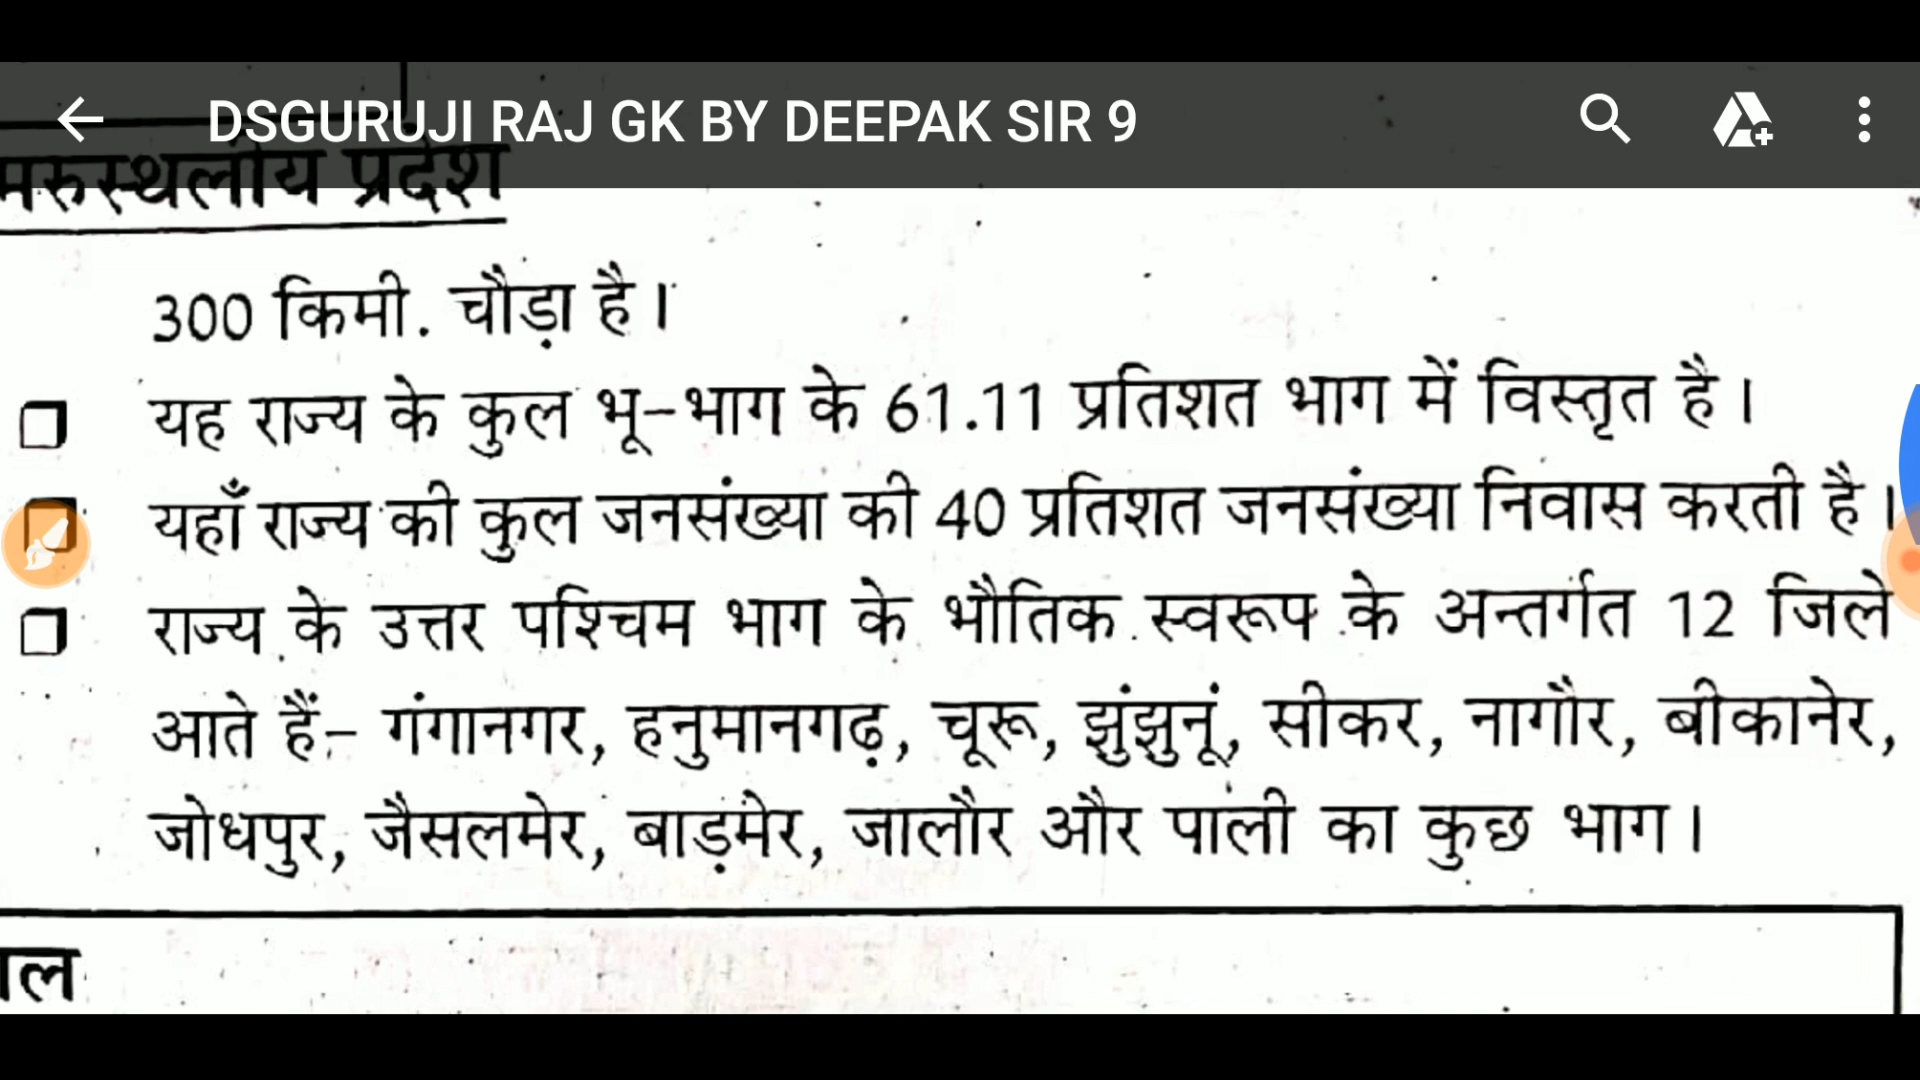 DSGURUJI RAJ GK BY DEEPAK SIR 9
मरुस्थलीय प्रदेश
300 किमी. चौड़ा है।
यह राज्य के कुल भू-भाग के 61.11 प्रतिशत भाग में विस्तृत है।
यहाँ राज्य की कुल जनसंख्या की 40 प्रतिशत जनसंख्या निवास करती है।
राज्य के उत्तर पश्चिम भाग के भौतिक स्वरूप के अन्तर्गत 12 जिले
आते हैं:- गंगानगर, हनुमानगढ़, चूरू, झुंझुनूं, सीकर, नागौर, बीकानेर,
जोधपुर, जैसलमेर, बाड़मेर, जालौर और पाली का कुछ भाग।